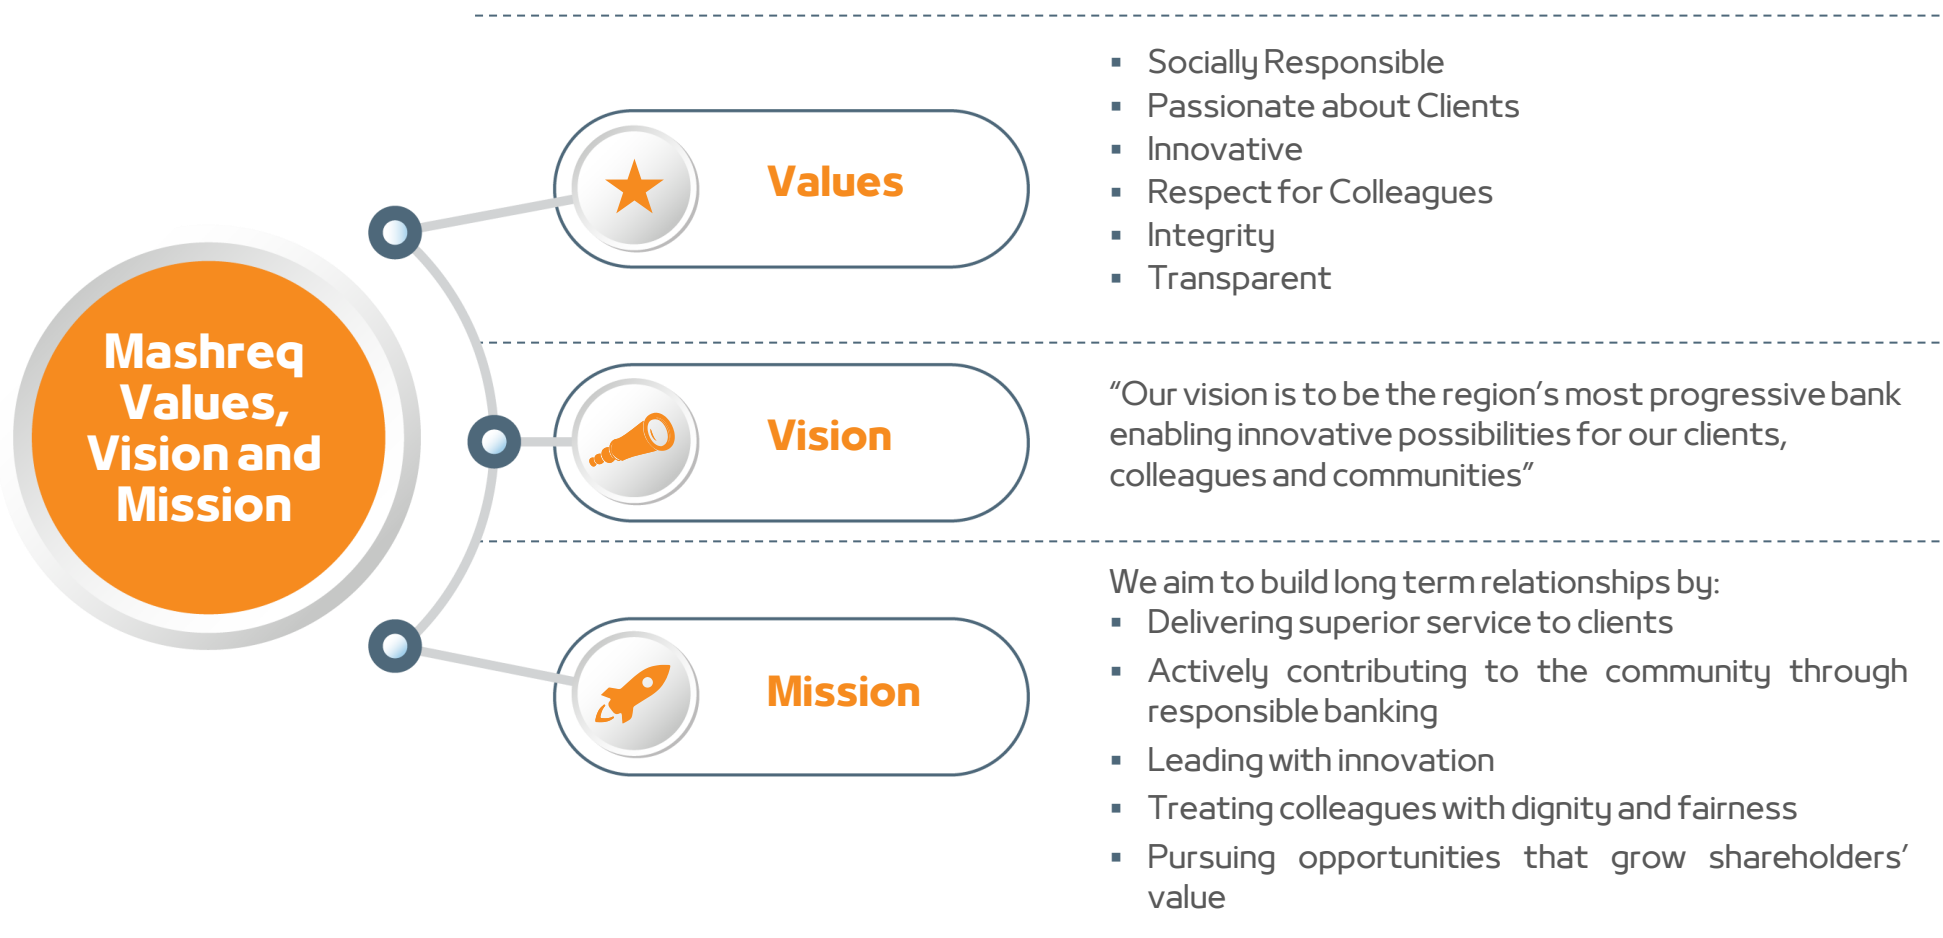 Mashreq
Values,
Vision and
Mission
Values
▪ Socially Responsible
▪ Passionate about Clients
▪ Innovative
▪ Respect for Colleagues
▪ Integrity
▪ Transparent
Vision
“Our vision is to be the region’s most progressive bank
enabling innovative possibilities for our clients,
colleagues and communities”
Mission
We aim to build long term relationships by:
▪ Delivering superior service to clients
▪ Actively contributing to the community through
responsible banking
▪ Leading with innovation
▪ Treating colleagues with dignity and fairness
▪ Pursuing opportunities that grow shareholders’
value